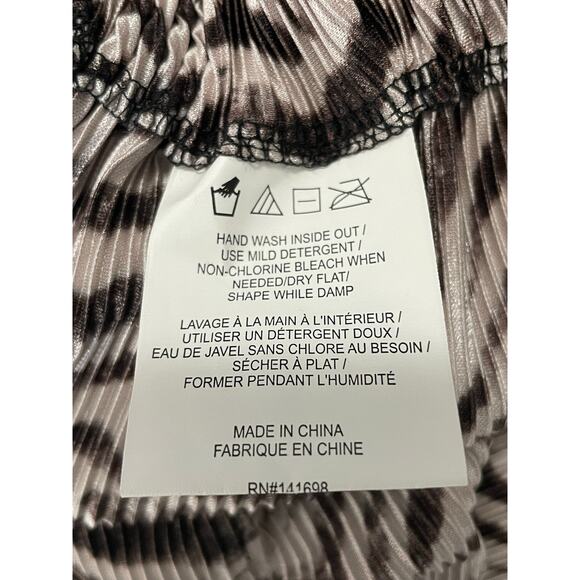 HAND WASH INSIDE OUT /
USE MILD DETERGENT /
NON-CHLORINE BLEACH WHEN
NEEDED/DRY FLAT/
SHAPE WHILE DAMP
LAVAGE À LA MAIN À L'INTÉRIEUR /
UTILISER UN DÉTERGENT DOUX /
EAU DE JAVEL SANS CHLORE AU BESOIN /
SÉCHER À PLAT /
FORMER PENDANT L'HUMIDITÉ
MADE IN CHINA
FABRIQUE EN CHINE
RN#141698